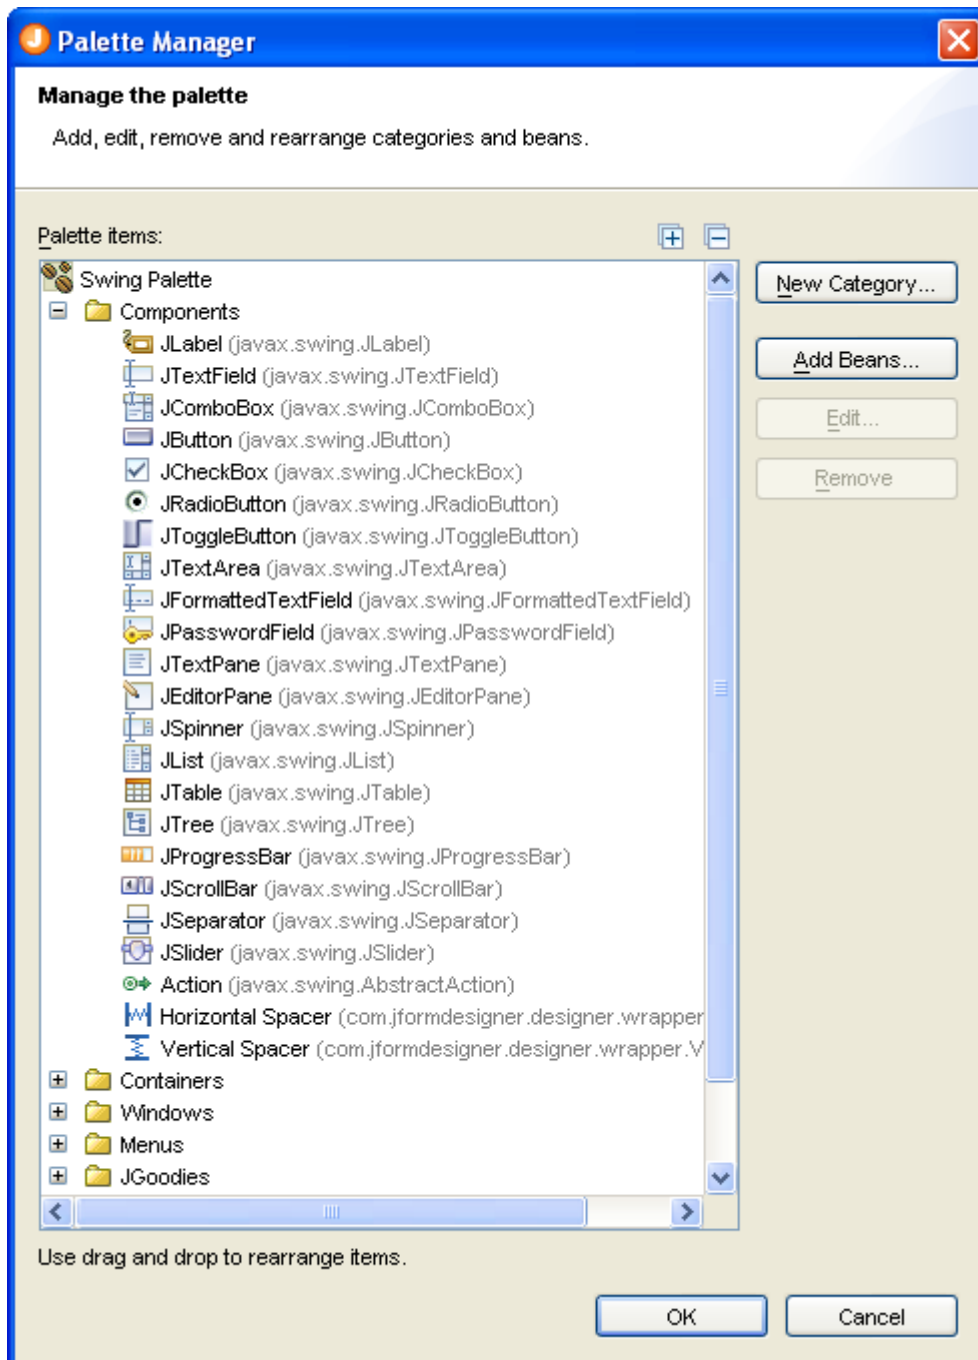 Palette Manager
Manage the palette
Add, edit, remove and rearrange categories and beans.
Palette items:
Swing Palette
Components
JLabel (javax.swing.JLabel)
JTextField (javax.swing.JTextField)
JComboBox (javax.swing.JComboBox)
JButton (javax.swing.JButton)
JCheckBox (javax.swing.JCheckBox)
JRadioButton (javax.swing.JRadioButton)
JToggleButton (javax.swing.JToggleButton)
JTextArea (javax.swing.JTextArea)
JFormattedTextField (javax.swing.JFormattedTextField)
JPasswordField (javax.swing.JPasswordField)
JTextPane (javax.swing.JTextPane)
JEditorPane (javax.swing.JEditorPane)
JSpinner (javax.swing.JSpinner)
JList (javax.swing.JList)
JTable (javax.swing.JTable)
JTree (javax.swing.JTree)
JProgressBar (javax.swing.JProgressBar)
JScrollBar (javax.swing.JScrollBar)
JSeparator (javax.swing.JSeparator)
JSlider (javax.swing.JSlider)
Action (javax.swing.AbstractAction)
Horizontal Spacer (com.jformdesigner.designer.wrapper
Vertical Spacer (com.jformdesigner.designer.wrapper.V
Containers
Windows
Menus
JGoodies
New Category...
Add Beans...
Edit...
Remove
Use drag and drop to rearrange items.
OK
Cancel